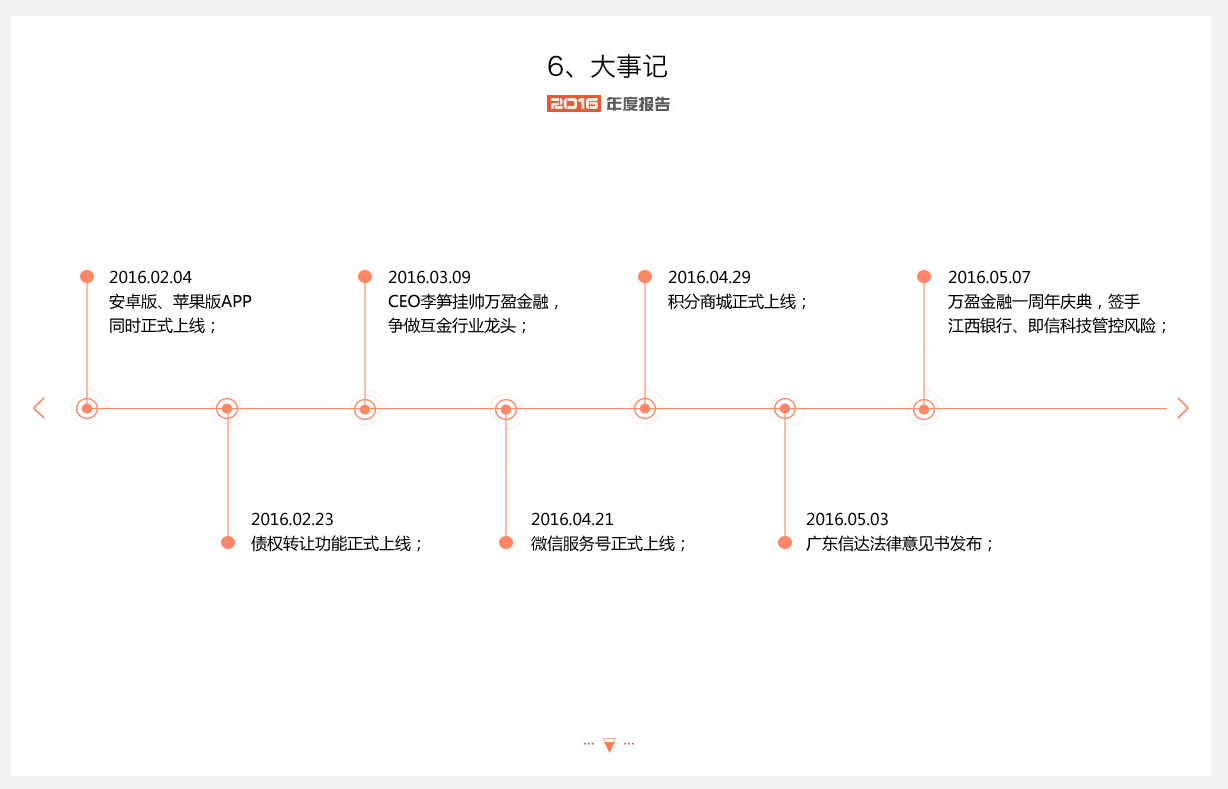 6、大事记
2016 年度报告
2016.02.04
安卓版、苹果版APP
同时正式上线；
2016.03.09
CEO李笋挂帅万盈金融，
争做互金行业龙头；
2016.04.29
积分商城正式上线；
2016.05.07
万盈金融一周年庆典，签手
江西银行、即信科技管控风险；
2016.02.23
债权转让功能正式上线；
2016.04.21
微信服务号正式上线；
2016.05.03
广东信达法律意见书发布；